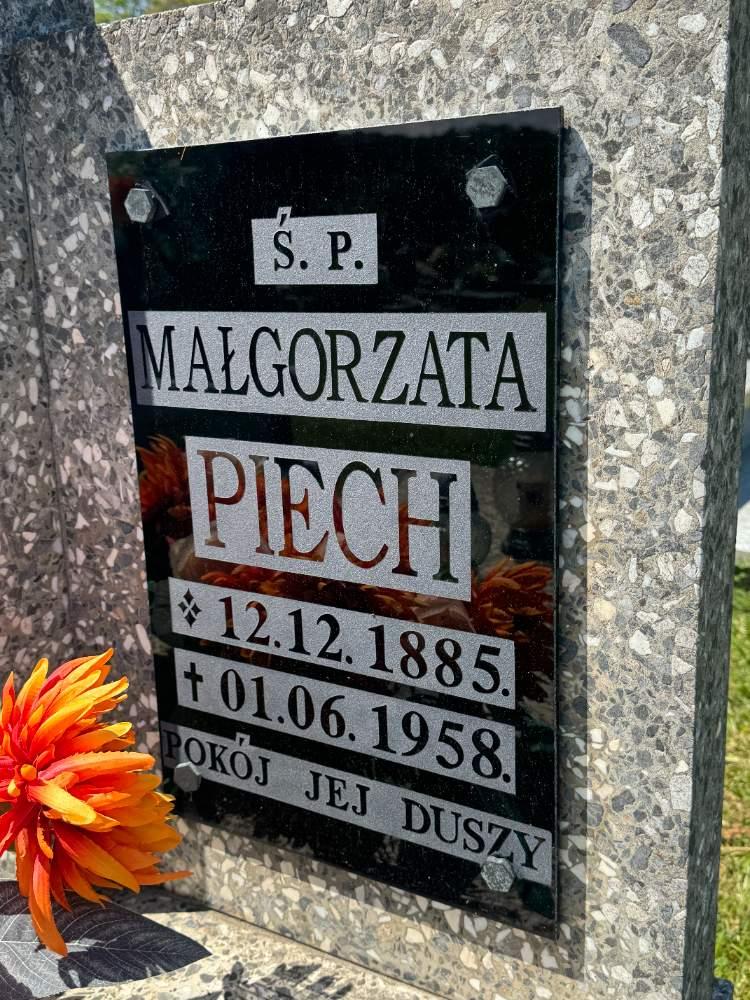 Ś. P.
MAŁGORZATA
PIECH
12.12.1885.
✝ 01.06.1958.
POKÓJ JEJ DUSZY